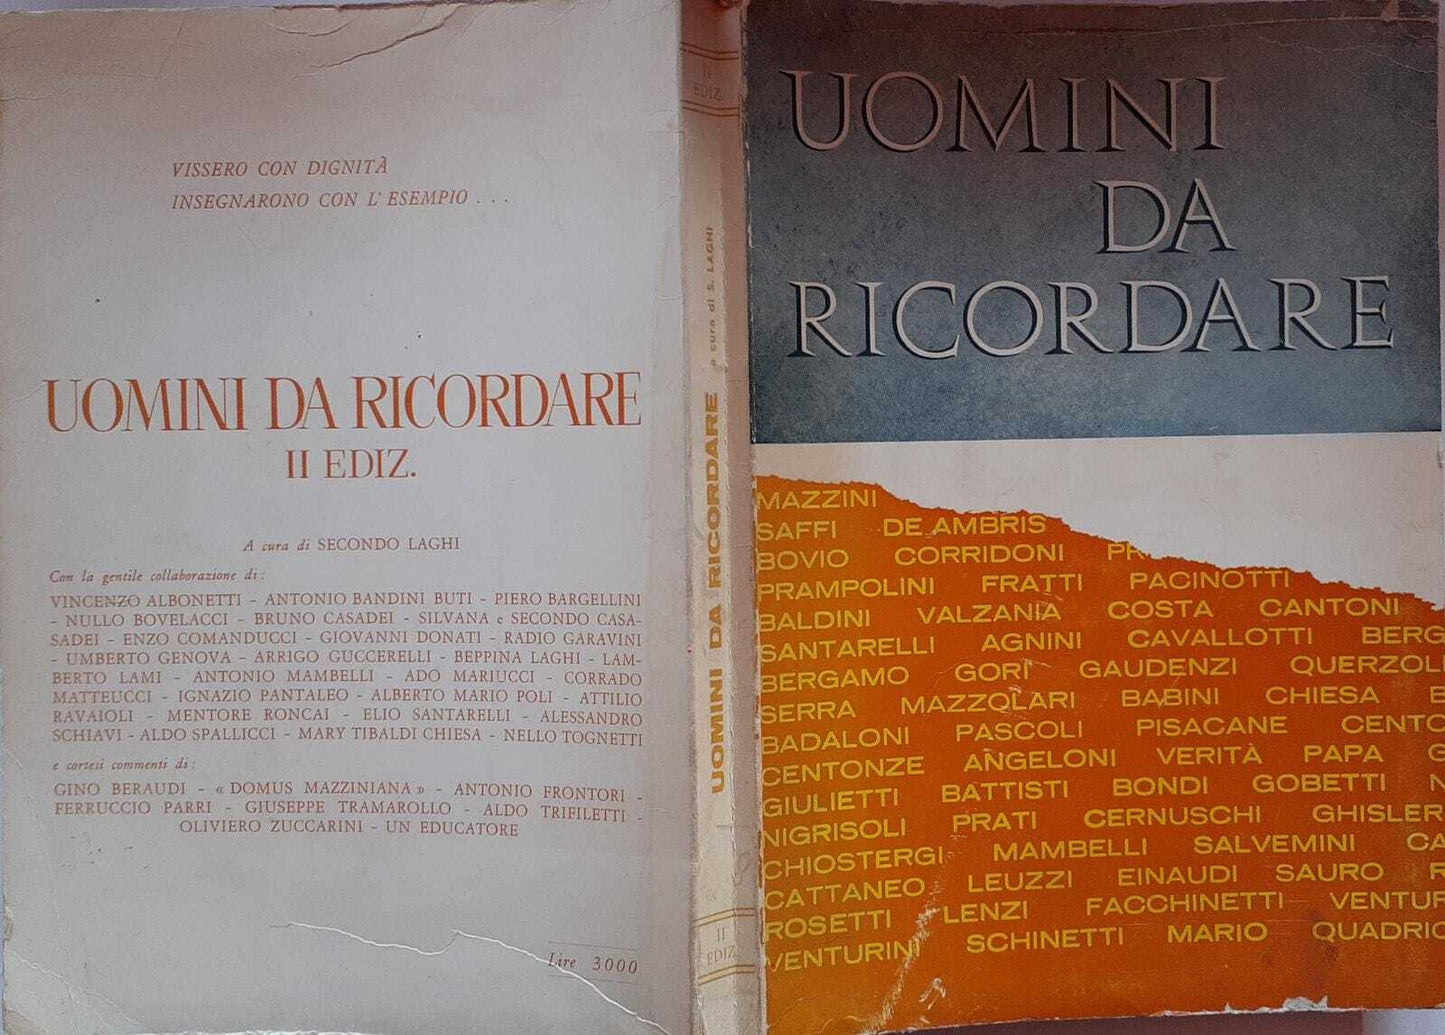 VISSERO CON DIGNITÀ
INSEGNARONO CON L' ESEMPIO . . .
UOMINI DA RICORDARE
II EDIZ.
A cura di SECONDO LAGHI
Con la gentile collaborazione di:
VINCENZO ALBONETTI - ANTONIO BANDINI BUTI - PIERO BARGELLINI
- NULLO BOVELACCI - BRUNO CASADEI - SILVANA e SECONDO CASA-
SADEI - ENZO COMANDUCCI - GIOVANNI DONATI - RADIO GARAVINI
- UMBERTO GENOVA - ARRIGO GUCCERELLI - BEPPINA LAGHI - LAM-
BERTO LAMI - ANTONIO MAMBELLI - ADO MARIUCCI - CORRADO
MATTEUCCI - IGNAZIO PANTALEO - ALBERTO MARIO POLI - ATTILIO
RAVAIOLI - MENTORE RONCAI - ELIO SANTARELLI - ALESSANDRO
SCHIAVI - ALDO SPALLICCI - MARY TIBALDI CHIESA - NELLO TOGNETTI
e cortesi commenti di:
GINO BERAUDI - « DOMUS MAZZINIANA » - ANTONIO FRONTORI -
FERRUCCIO PARRI - GIUSEPPE TRAMAROLLO - ALDO TRIFILETTI -
OLIVIERO ZUCCARINI - UN EDUCATORE
Lire 3000
II
EDIZ.
UOMINI DA RICORDARE a cura di S. LAGHI
II
EDIZ.
UOMINI
DA
RICORDARE
MAZZINI
SAFFI DE AMBRIS
BOVIO CORRIDONI PR
PRAMPOLINI FRATTI PACINOTTI
BALDINI VALZANIA COSTA CANTONI
SANTARELLI AGNINI CAVALLOTTI BERG
BERGAMO GORI GAUDENZI QUERZOL
SERRA MAZZOLARI BABINI CHIESA B
BADALONI PASCOLI PISACANE CENTO
CENTONZE ANGELONI VERITÀ PAPA G
GIULIETTI BATTISTI BONDI GOBETTI N
NIGRISOLI PRATI CERNUSCHI GHISLER
CHIOSTERGI MAMBELLI SALVEMINI CA
CATTANEO LEUZZI EINAUDI SAURO R
ROSETTI LENZI FACCHINETTI VENTUR
VENTURINI SCHINETTI MARIO QUADRIO